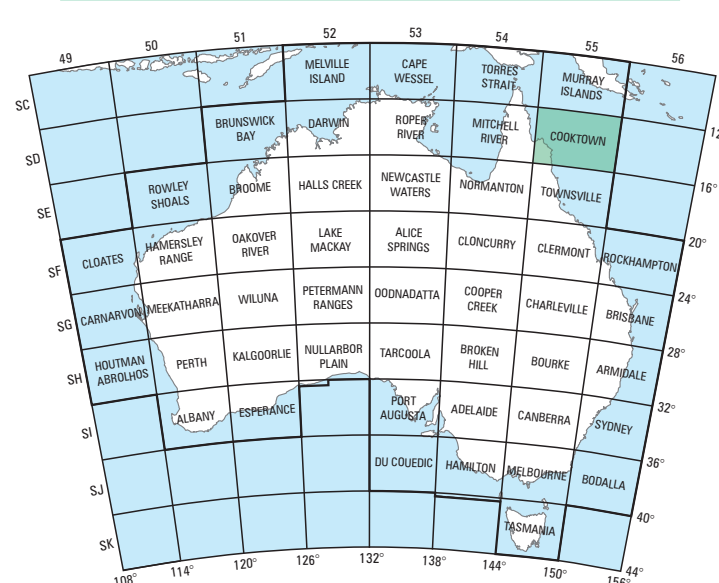 49
50
51
52
53
54
55
56
SC
MELVILLE
ISLAND
CAPE
WESSEL
TORRES
STRAIT
MURRAY
ISLANDS
12
SD
BRUNSWICK
BAY
DARWIN
ROPER
RIVER
MITCHELL
RIVER
COOKTOWN
16°
SE
ROWLEY
SHOALS
BROOME
HALLS CREEK
NEWCASTLE
WATERS
NORMANTON
TOWNSVILLE
20°
SF
CLOATES
HAMERSLEY
RANGE
OAKOVER
RIVER
LAKE
MACKAY
ALICE
SPRINGS
CLONCURRY
CLERMONT
ROCKHAMPTON
24°
SG
CARNARVON
MEEKATHARRA
WILUNA
PETERMANN
RANGES
OODNADATTA
COOPER
CREEK
CHARLEVILLE
BRISBANE
28°
SH
HOUTMAN
ABROLHOS
PERTH
KALGOORLIE
NULLARBOR
PLAIN
TARCOOLA
BROKEN
HILL
BOURKE
ARMIDALE
32°
SI
ALBANY
ESPERANCE
PORT
AUGUSTA
ADELAIDE
CANBERRA
SYDNEY
36°
SJ
DU COUEDIC
HAMILTON
MELBOURNE
BODALLA
40°
SK
TASMANIA
44°
108°
114°
120°
126°
132°
138°
144°
150°
156°